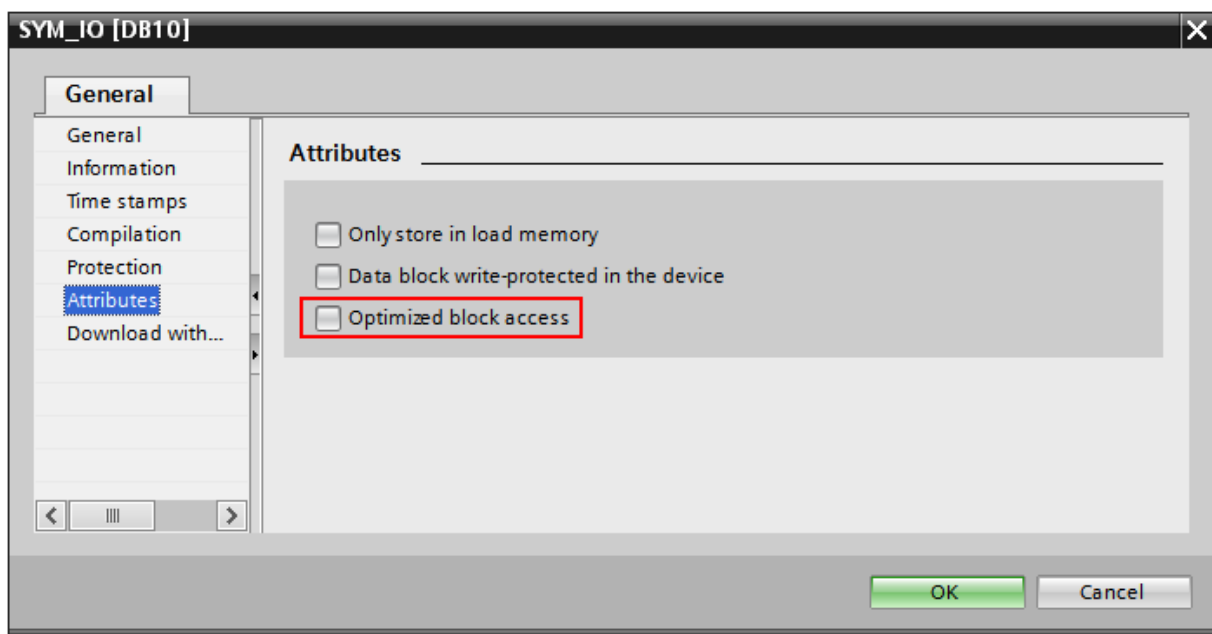 SYM_IO [DB10]
General
General
Information
Time stamps
Compilation
Protection
Attributes
Download with...
Attributes
Only store in load memory
Data block write-protected in the device
Optimized block access
OK
Cancel